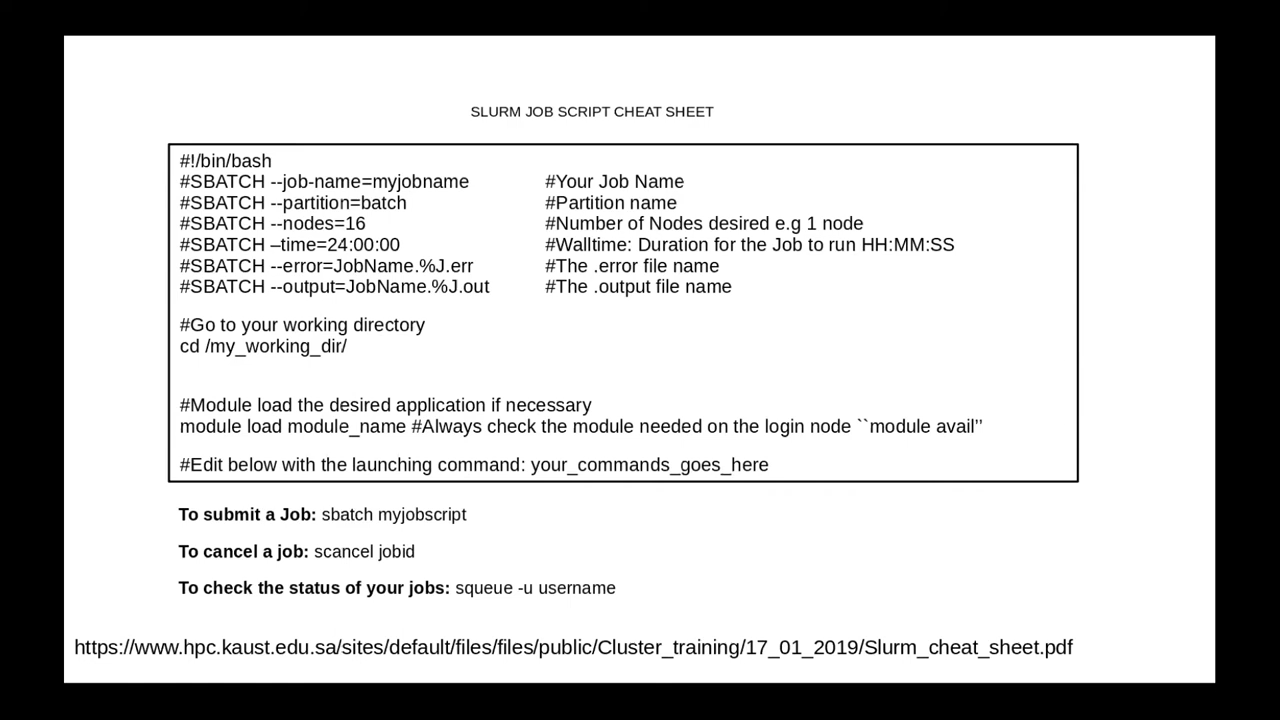 SLURM JOB SCRIPT CHEAT SHEET
#!/bin/bash
#SBATCH --job-name=myjobname #Your Job Name
#SBATCH --partition=batch #Partition name
#SBATCH --nodes=16 #Number of Nodes desired e.g 1 node
#SBATCH –time=24:00:00 #Walltime: Duration for the Job to run HH:MM:SS
#SBATCH --error=JobName.%J.err #The .error file name
#SBATCH --output=JobName.%J.out #The .output file name
#Go to your working directory
cd /my_working_dir/
#Module load the desired application if necessary
module load module_name #Always check the module needed on the login node ``module avail’’
#Edit below with the launching command: your_commands_goes_here
To submit a Job: sbatch myjobscript
To cancel a job: scancel jobid
To check the status of your jobs: squeue -u username
https://www.hpc.kaust.edu.sa/sites/default/files/files/public/Cluster_training/17_01_2019/Slurm_cheat_sheet.pdf